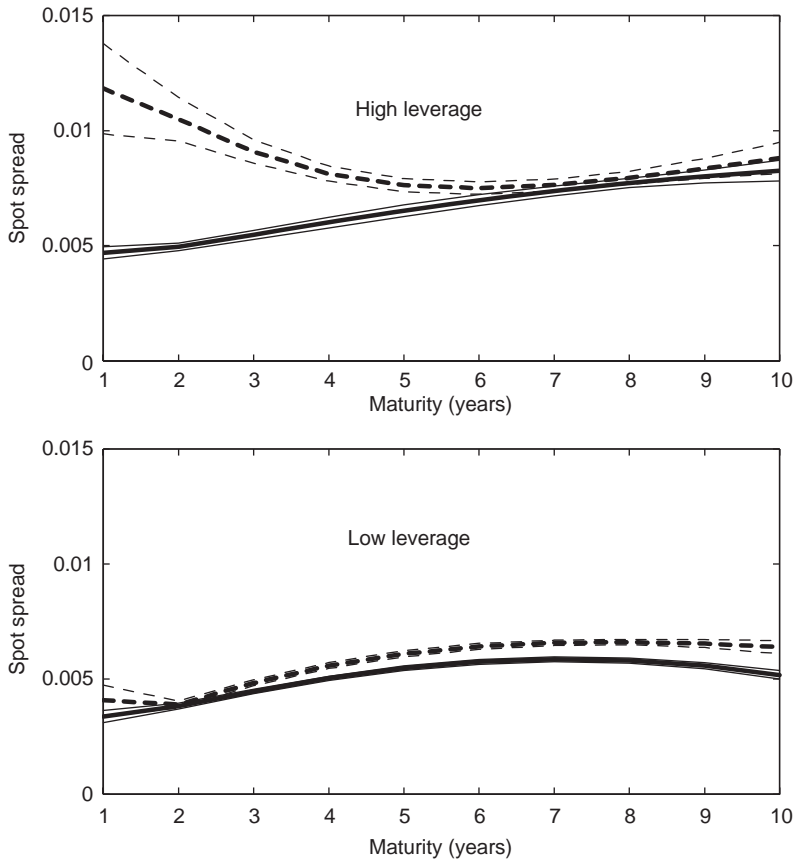 0.015
High leverage
0.01
Spot spread
0.005
0
1 2 3 4 5 6 7 8 9 10
Maturity (years)
0.015
Low leverage
0.01
Spot spread
0.005
0
1 2 3 4 5 6 7 8 9 10
Maturity (years)